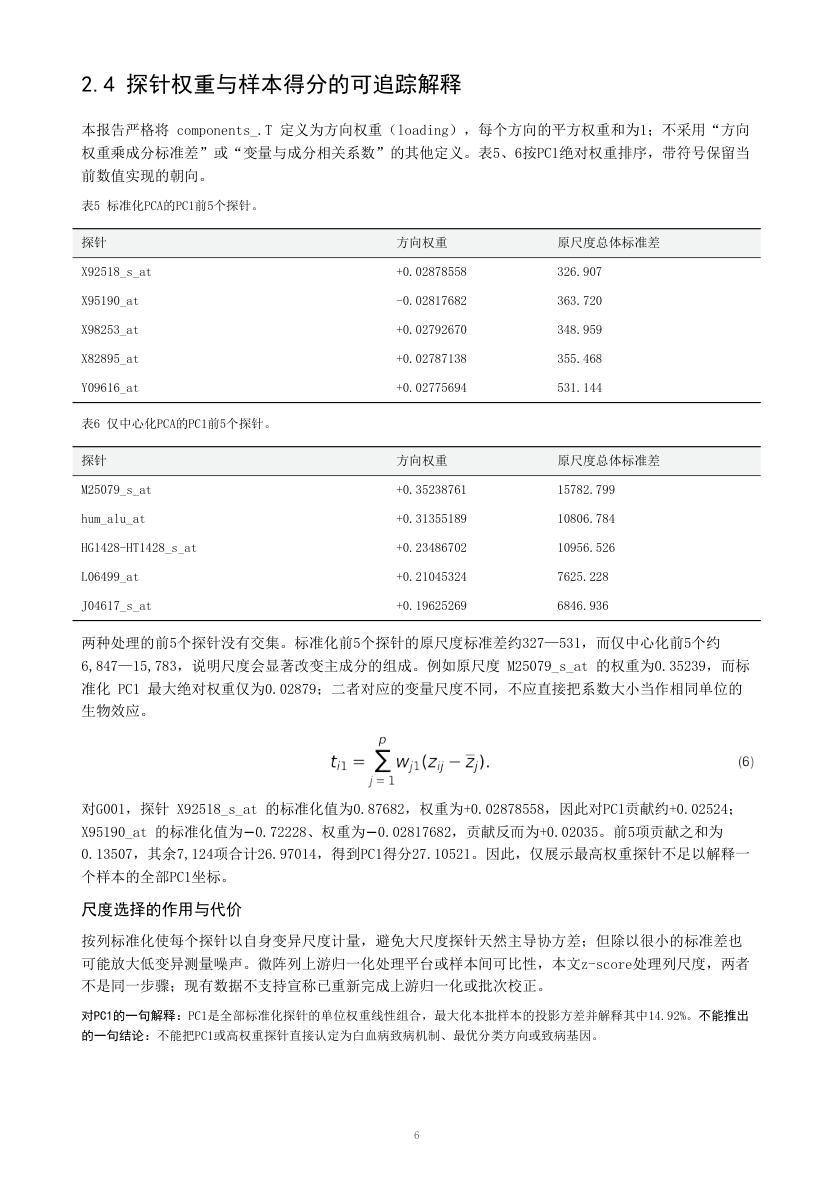 2.4 探针权重与样本得分的可追踪解释
本报告严格将 components_.T 定义为方向权重（loading），每个方向的平方权重和为1；不采用“方向
权重乘成分标准差”或“变量与成分相关系数”的其他定义。表5、6按PC1绝对权重排序，带符号保留当
前数值实现的朝向。
表5 标准化PCA的PC1前5个探针。
探针 方向权重 原尺度总体标准差
X92518_s_at +0.02878558 326.907
X95190_at -0.02817682 363.720
X98253_at +0.02792670 348.959
X82895_at +0.02787138 355.468
Y09616_at +0.02775694 531.144
表6 仅中心化PCA的PC1前5个探针。
探针 方向权重 原尺度总体标准差
M25079_s_at +0.35238761 15782.799
hum_alu_at +0.31355189 10806.784
HG1428-HT1428_s_at +0.23486702 10956.526
L06499_at +0.21045324 7625.228
J04617_s_at +0.19625269 6846.936
两种处理的前5个探针没有交集。标准化前5个探针的原尺度标准差约327—531，而仅中心化前5个约
6,847—15,783，说明尺度会显著改变主成分的组成。例如原尺度 M25079_s_at 的权重为0.35239，而标
准化 PC1 最大绝对权重仅为0.02879；二者对应的变量尺度不同，不应直接把系数大小当作相同单位的
生物效应。
t_{i1} = \sum_{j=1}^{p} w_{j1}(z_{ij} − \bar{z}_j). (6)
对G001，探针 X92518_s_at 的标准化值为0.87682，权重为+0.02878558，因此对PC1贡献约+0.02524；
X95190_at 的标准化值为−0.72228、权重为−0.02817682，贡献反而为+0.02035。前5项贡献之和为
0.13507，其余7,124项合计26.97014，得到PC1得分27.10521。因此，仅展示最高权重探针不足以解释一
个样本的全部PC1坐标。
尺度选择的作用与代价
按列标准化使每个探针以自身变异尺度计量，避免大尺度探针天然主导协方差；但除以很小的标准差也
可能放大低变异测量噪声。微阵列上游归一化处理平台或样本间可比性，本文z-score处理列尺度，两者
不是同一步骤；现有数据不支持宣称已重新完成上游归一化或批次校正。
对PC1的一句解释：PC1是全部标准化探针的单位权重线性组合，最大化本批样本的投影方差并解释其中14.92%。不能推出
的一句结论：不能把PC1或高权重探针直接认定为白血病致病机制、最优分类方向或致病基因。
6